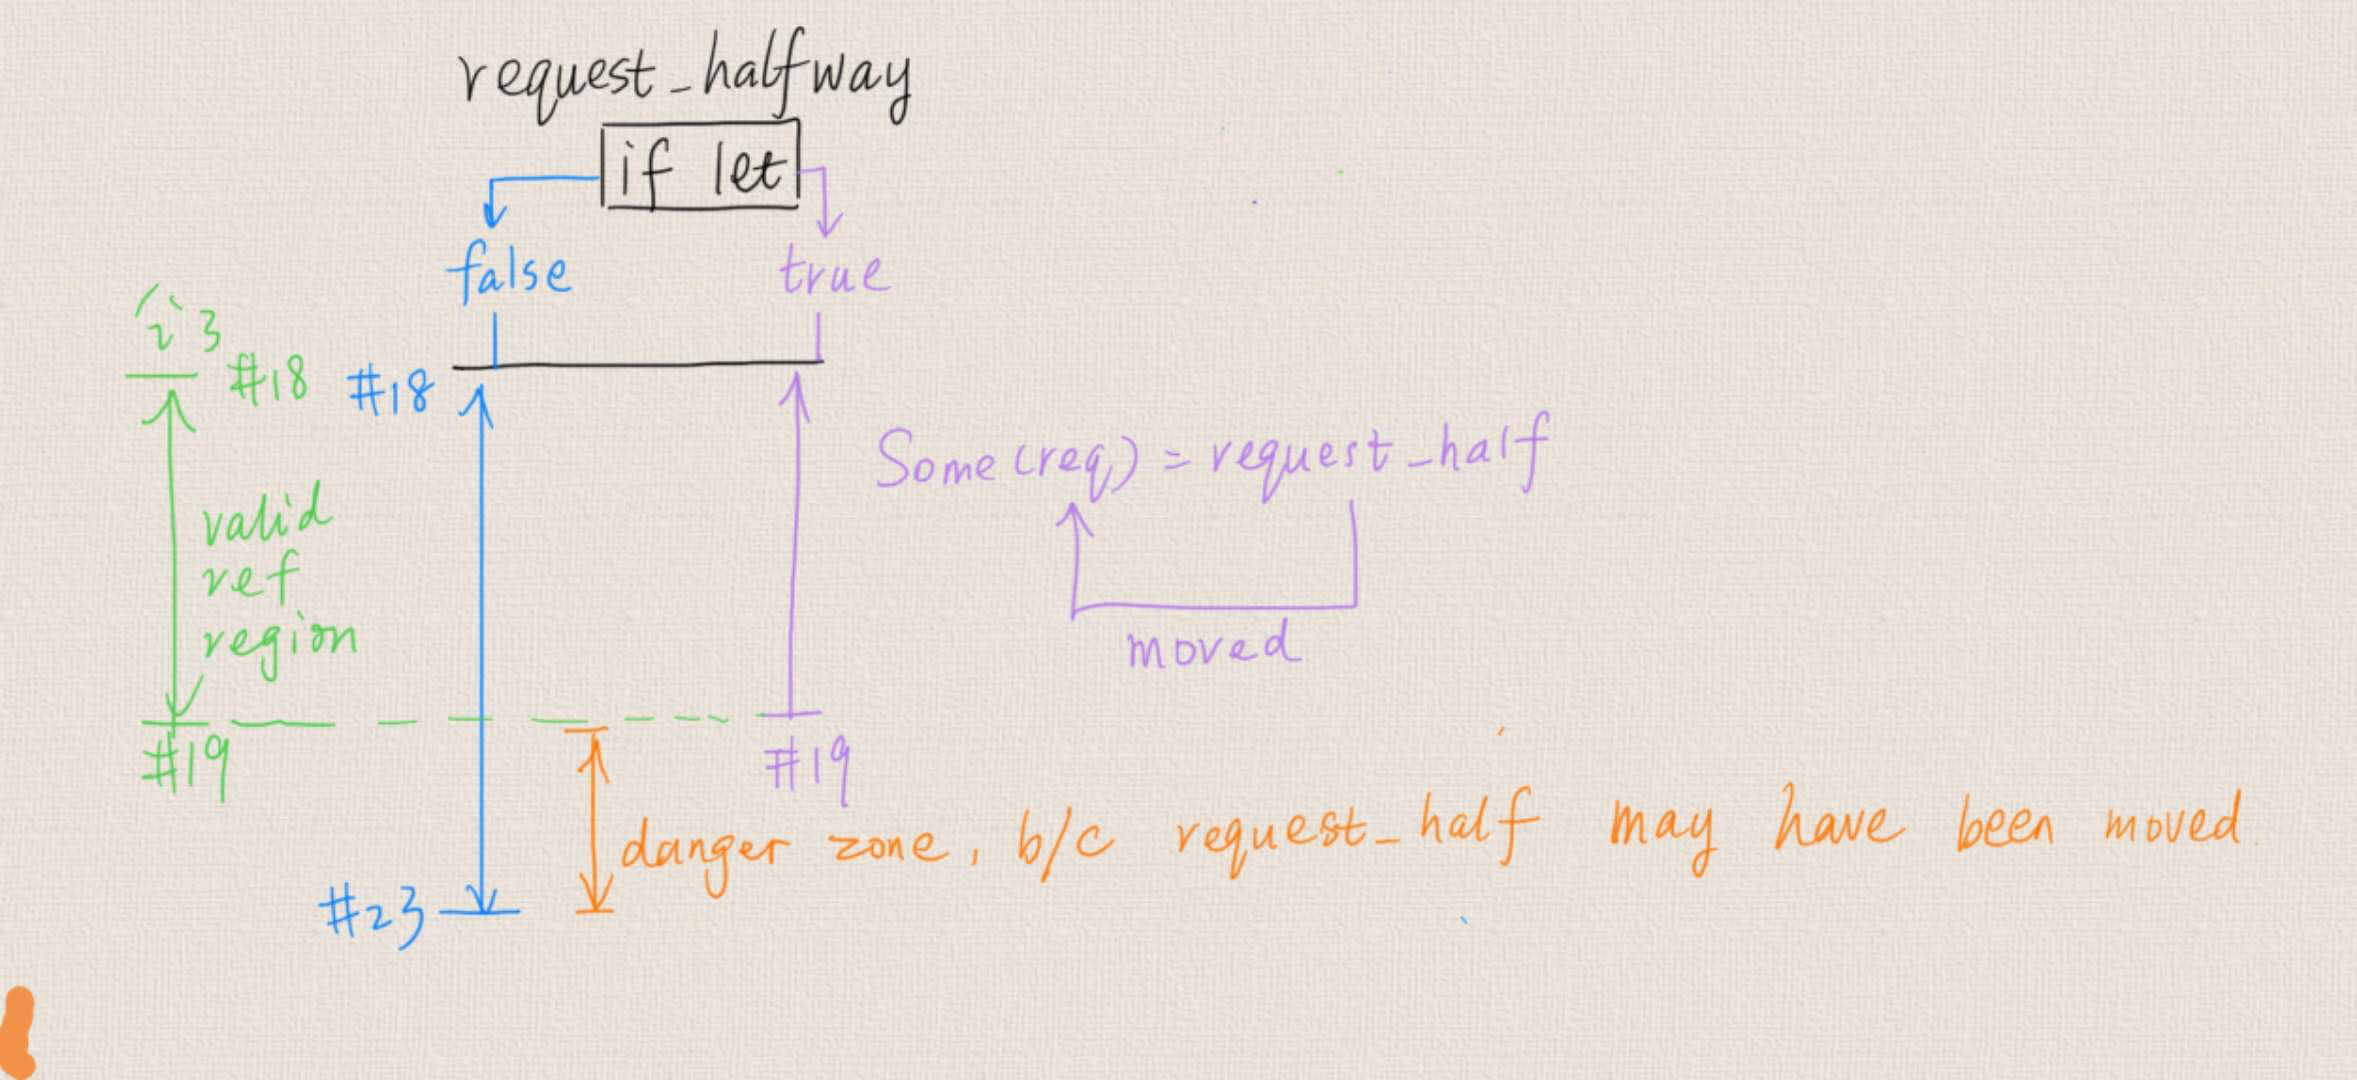 request_halfway
if let
false
true
#18
#18
Some (req) = request_half
valid
ref
region
moved
#19
#19
danger zone, b/c request_half may have been moved.
#23